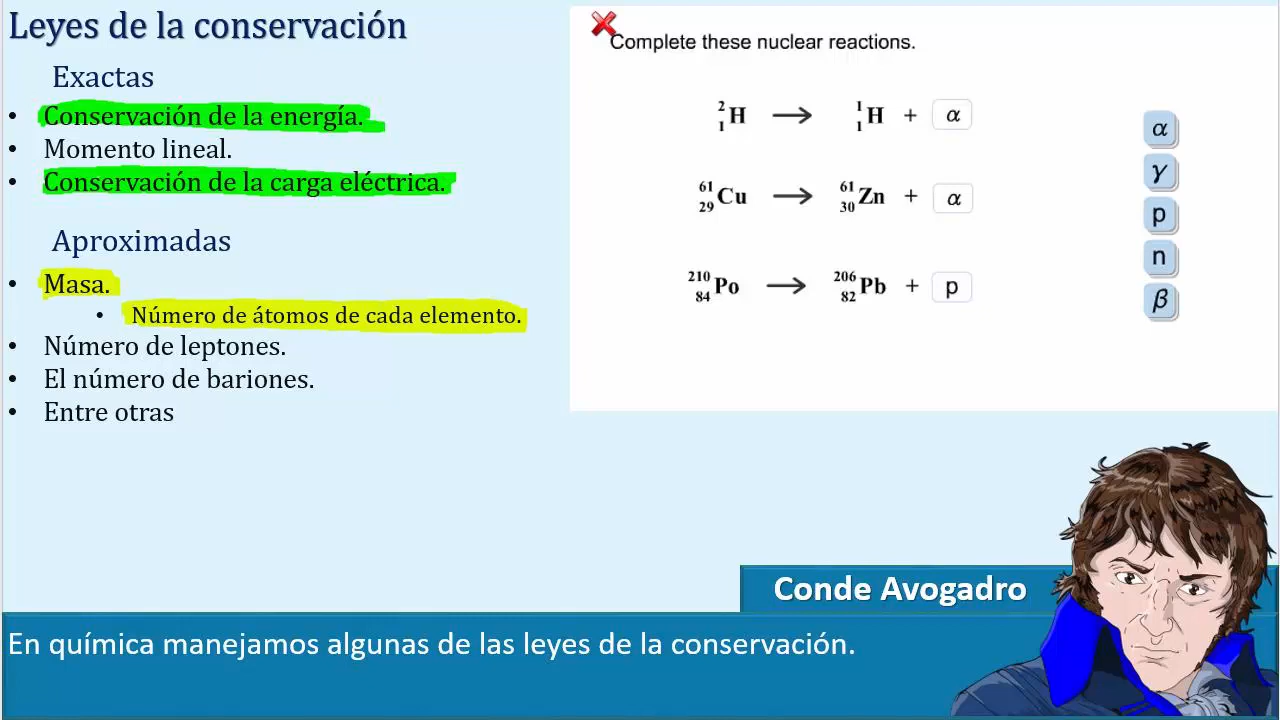 Leyes de la conservación
Exactas
• Conservación de la energía.
• Momento lineal.
• Conservación de la carga eléctrica.
Aproximadas
• Masa.
• Número de átomos de cada elemento.
• Número de leptones.
• El número de bariones.
• Entre otras
Complete these nuclear reactions.
²₁H → ¹₁H + α
⁶¹₂₉Cu → ⁶¹₃₀Zn + α
²¹⁰₈₄Po → ²⁰⁶₈₂Pb + p
α
γ
p
n
β
Conde Avogadro
En química manejamos algunas de las leyes de la conservación.